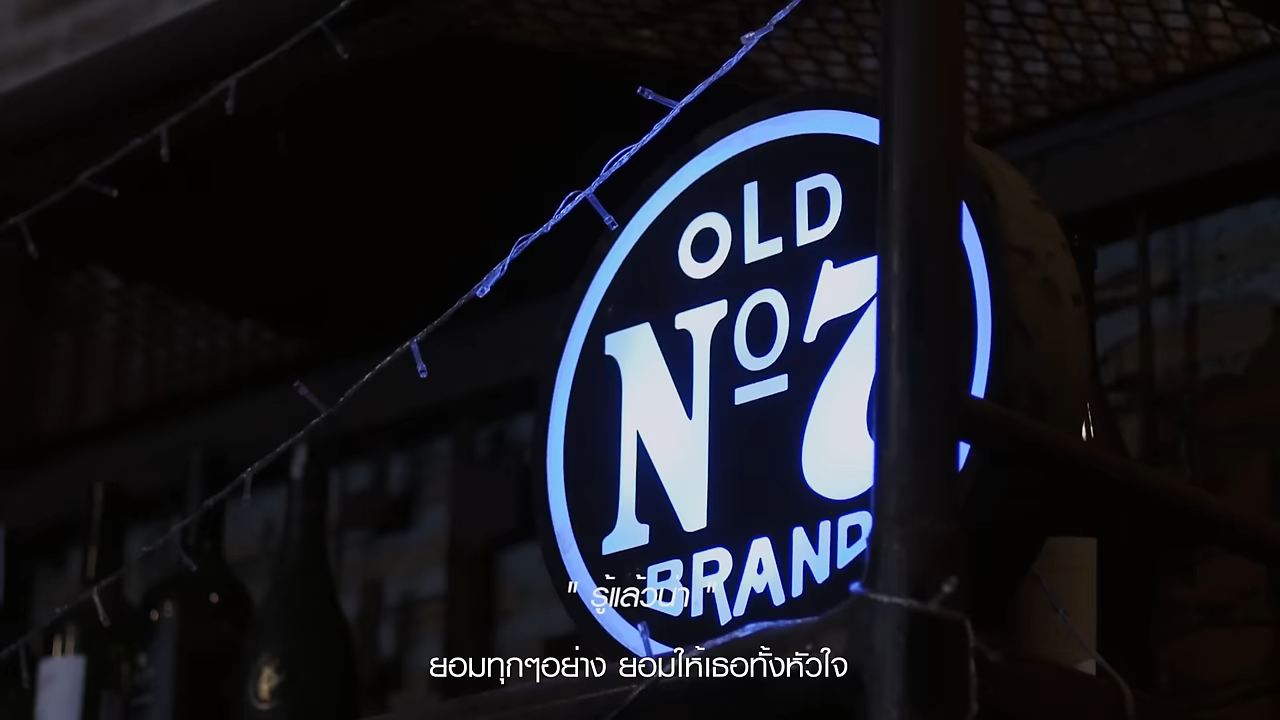 OLD
Nº7
BRAND
" รู้แล้วน่า "
ยอมทุกๆอย่าง ยอมให้เธอทั้งหัวใจ